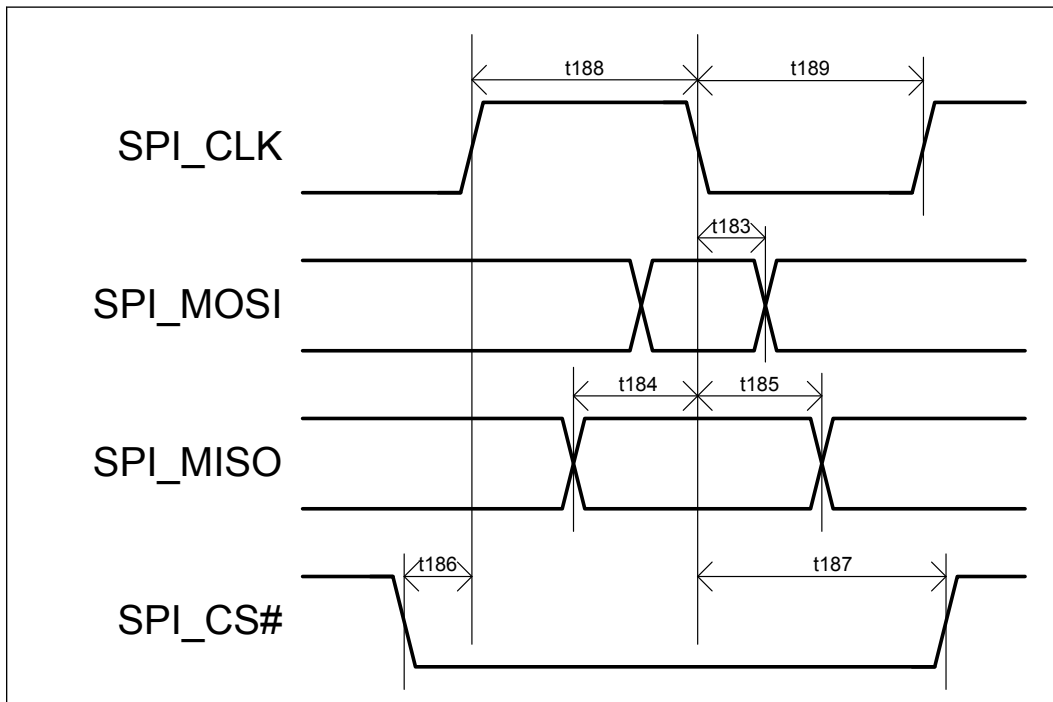 t188
t189
SPI_CLK
t183
SPI_MOSI
t184
t185
SPI_MISO
t186
t187
SPI_CS#